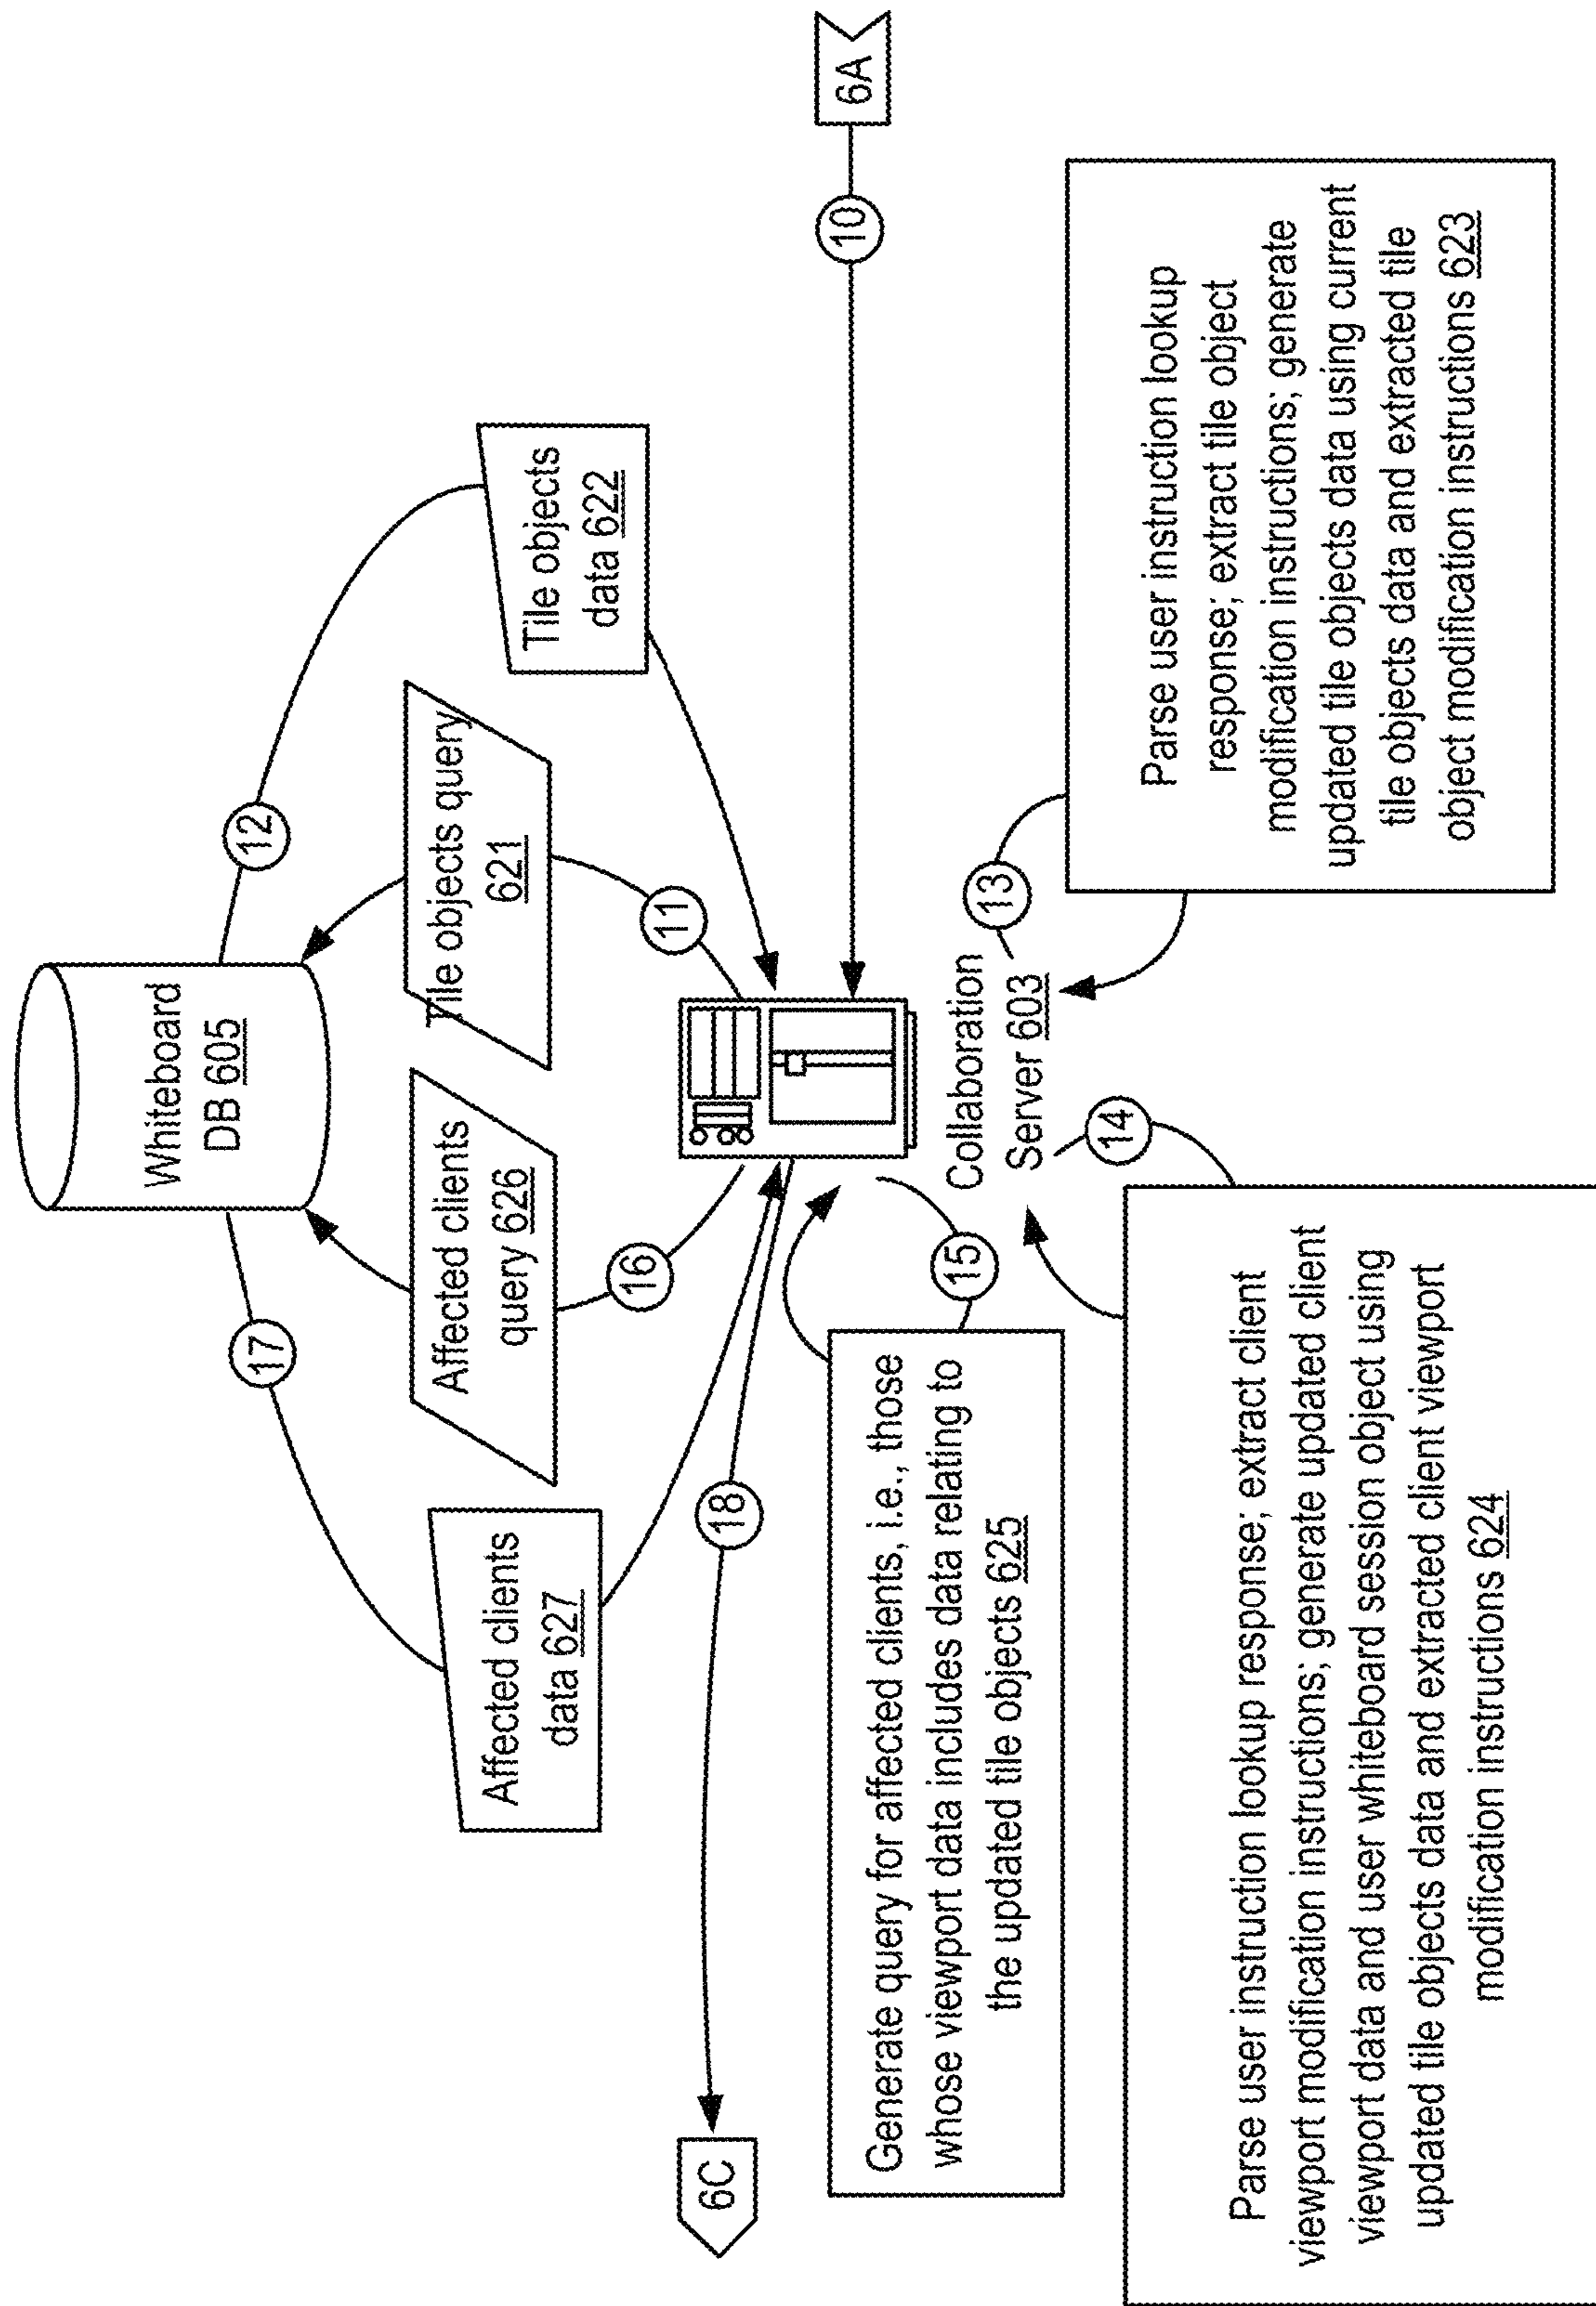 Whiteboard
DB 605
17
12
Affected clients
data 627
Affected clients
query 626
Tile objects query
621
Tile objects
data 622
16
11
18
6C
6A
10
Collaboration
Server 603
15
14
13
Generate query for affected clients, i.e., those
whose viewport data includes data relating to
the updated tile objects 625
Parse user instruction lookup response; extract client
viewport modification instructions; generate updated client
viewport data and user whiteboard session object using
updated tile objects data and extracted client viewport
modification instructions 624
Parse user instruction lookup
response; extract tile object
modification instructions; generate
updated tile objects data using current
tile objects data and extracted tile
object modification instructions 623